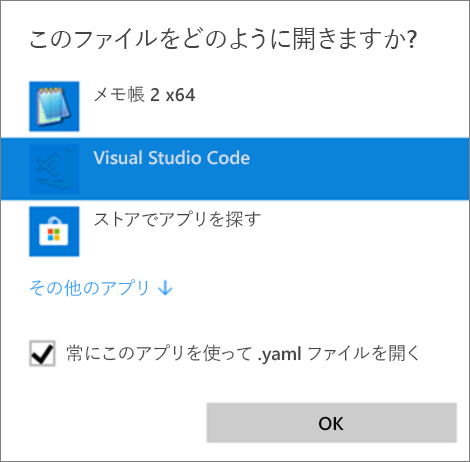 このファイルをどのように開きますか?
メモ帳 2 x64
Visual Studio Code
ストアでアプリを探す
その他のアプリ ↓
常にこのアプリを使って .yaml ファイルを開く
OK